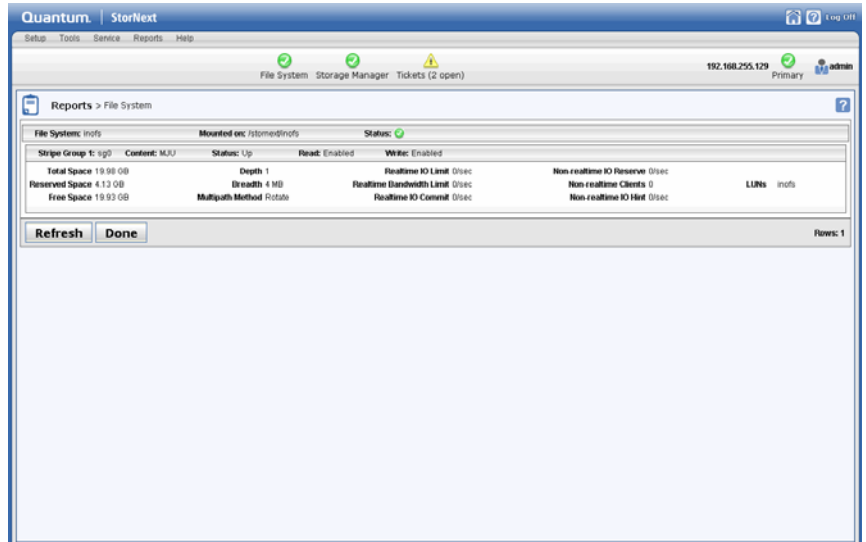 Quantum. | StorNext
Log Off
Setup Tools Service Reports Help
File System Storage Manager Tickets (2 open)
192.168.255.129 Primary admin
Reports > File System
File System: inofs Mounted on: /stornext/inofs Status:
Stripe Group 1: sg0 Content: MJU Status: Up Read: Enabled Write: Enabled
Total Space 19.98 GB Depth 1 Realtime IO Limit 0/sec Non-realtime IO Reserve 0/sec
Reserved Space 4.13 GB Breadth 4 MB Realtime Bandwidth Limit 0/sec Non-realtime Clients 0 LUNs inofs
Free Space 19.93 GB Multipath Method Rotate Realtime IO Commit 0/sec Non-realtime IO Hint 0/sec
Refresh Done Rows: 1